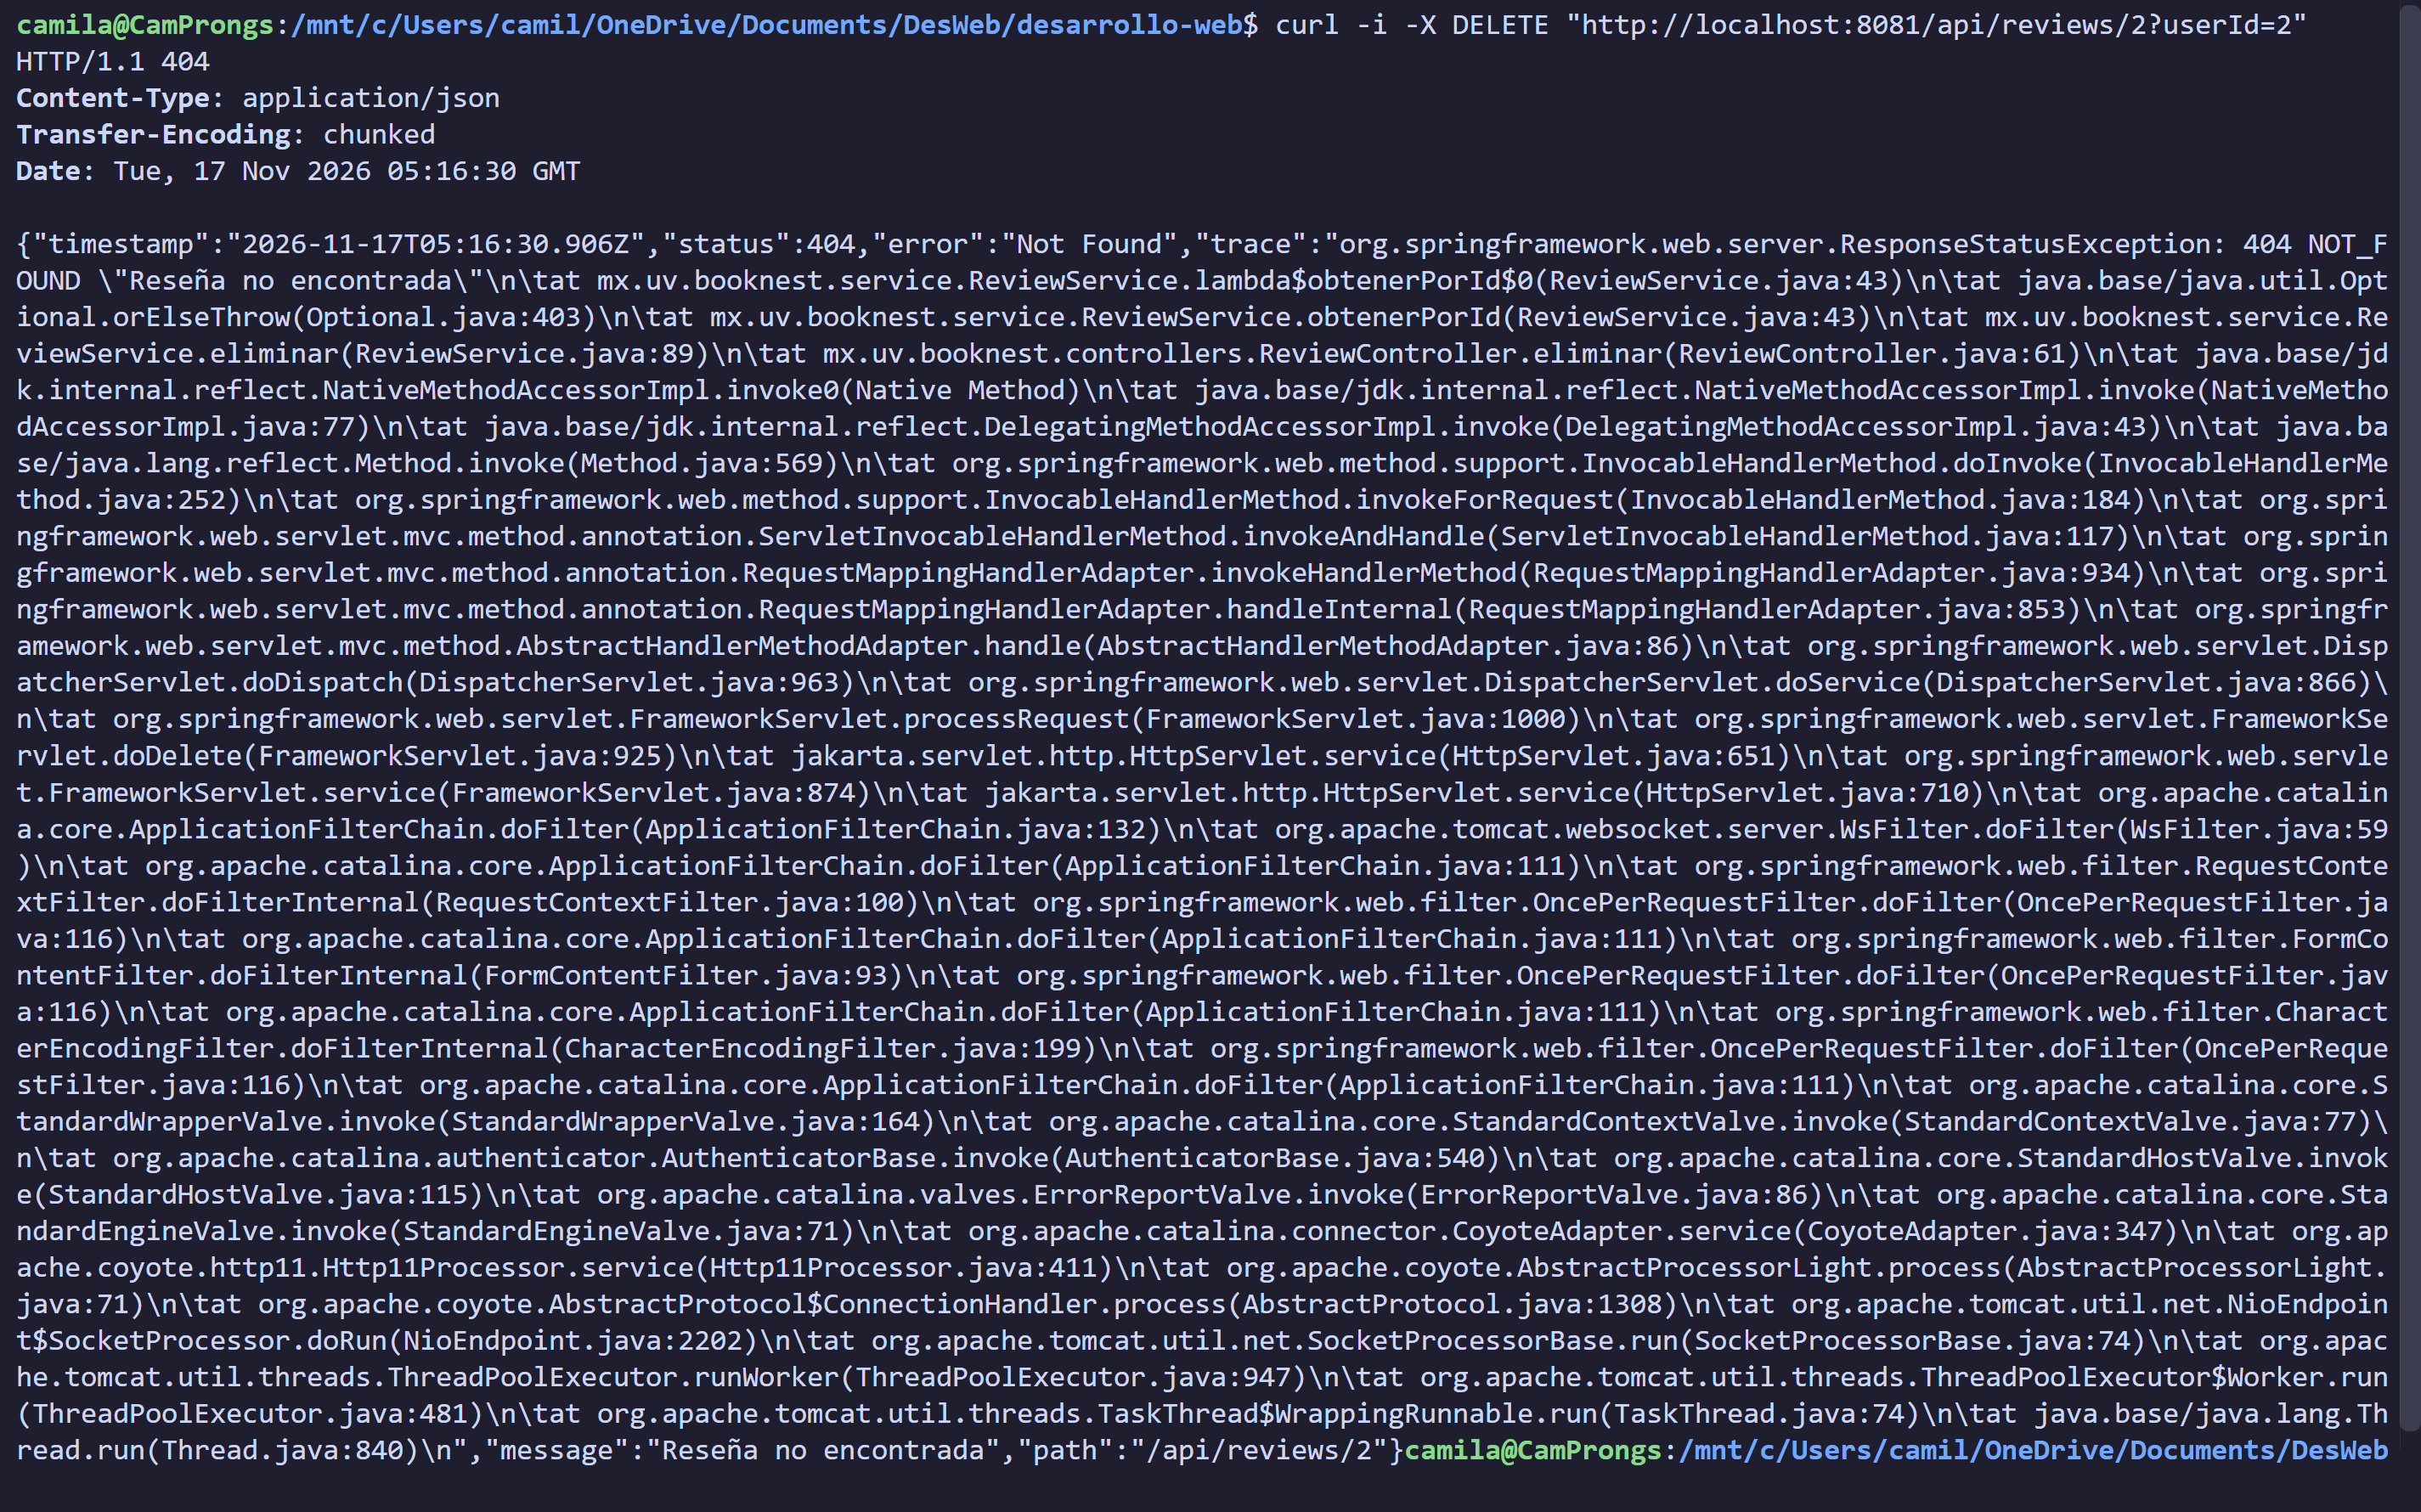 camila@CamProngs:/mnt/c/Users/camil/OneDrive/Documents/DesWeb/desarrollo-web$ curl -i -X DELETE "http://localhost:8081/api/reviews/2?userId=2"
HTTP/1.1 404
Content-Type: application/json
Transfer-Encoding: chunked
Date: Tue, 17 Nov 2026 05:16:30 GMT

{"timestamp":"2026-11-17T05:16:30.906Z","status":404,"error":"Not Found","trace":"org.springframework.web.server.ResponseStatusException: 404 NOT_F
OUND \"Reseña no encontrada\"\n\tat mx.uv.booknest.service.ReviewService.lambda$obtenerPorId$0(ReviewService.java:43)\n\tat java.base/java.util.Opt
ional.orElseThrow(Optional.java:403)\n\tat mx.uv.booknest.service.ReviewService.obtenerPorId(ReviewService.java:43)\n\tat mx.uv.booknest.service.Re
viewService.eliminar(ReviewService.java:89)\n\tat mx.uv.booknest.controllers.ReviewController.eliminar(ReviewController.java:61)\n\tat java.base/jd
k.internal.reflect.NativeMethodAccessorImpl.invoke0(Native Method)\n\tat java.base/jdk.internal.reflect.NativeMethodAccessorImpl.invoke(NativeMetho
dAccessorImpl.java:77)\n\tat java.base/jdk.internal.reflect.DelegatingMethodAccessorImpl.invoke(DelegatingMethodAccessorImpl.java:43)\n\tat java.ba
se/java.lang.reflect.Method.invoke(Method.java:569)\n\tat org.springframework.web.method.support.InvocableHandlerMethod.doInvoke(InvocableHandlerMe
thod.java:252)\n\tat org.springframework.web.method.support.InvocableHandlerMethod.invokeForRequest(InvocableHandlerMethod.java:184)\n\tat org.spri
ngframework.web.servlet.mvc.method.annotation.ServletInvocableHandlerMethod.invokeAndHandle(ServletInvocableHandlerMethod.java:117)\n\tat org.sprin
gframework.web.servlet.mvc.method.annotation.RequestMappingHandlerAdapter.invokeHandlerMethod(RequestMappingHandlerAdapter.java:934)\n\tat org.spri
ngframework.web.servlet.mvc.method.annotation.RequestMappingHandlerAdapter.handleInternal(RequestMappingHandlerAdapter.java:853)\n\tat org.springfr
amework.web.servlet.mvc.method.AbstractHandlerMethodAdapter.handle(AbstractHandlerMethodAdapter.java:86)\n\tat org.springframework.web.servlet.Disp
atcherServlet.doDispatch(DispatcherServlet.java:963)\n\tat org.springframework.web.servlet.DispatcherServlet.doService(DispatcherServlet.java:866)\
n\tat org.springframework.web.servlet.FrameworkServlet.processRequest(FrameworkServlet.java:1000)\n\tat org.springframework.web.servlet.FrameworkSe
rvlet.doDelete(FrameworkServlet.java:925)\n\tat jakarta.servlet.http.HttpServlet.service(HttpServlet.java:651)\n\tat org.springframework.web.servle
t.FrameworkServlet.service(FrameworkServlet.java:874)\n\tat jakarta.servlet.http.HttpServlet.service(HttpServlet.java:710)\n\tat org.apache.catalin
a.core.ApplicationFilterChain.doFilter(ApplicationFilterChain.java:132)\n\tat org.apache.tomcat.websocket.server.WsFilter.doFilter(WsFilter.java:59
)\n\tat org.apache.catalina.core.ApplicationFilterChain.doFilter(ApplicationFilterChain.java:111)\n\tat org.springframework.web.filter.RequestConte
xtFilter.doFilterInternal(RequestContextFilter.java:100)\n\tat org.springframework.web.filter.OncePerRequestFilter.doFilter(OncePerRequestFilter.ja
va:116)\n\tat org.apache.catalina.core.ApplicationFilterChain.doFilter(ApplicationFilterChain.java:111)\n\tat org.springframework.web.filter.FormCo
ntentFilter.doFilterInternal(FormContentFilter.java:93)\n\tat org.springframework.web.filter.OncePerRequestFilter.doFilter(OncePerRequestFilter.jav
a:116)\n\tat org.apache.catalina.core.ApplicationFilterChain.doFilter(ApplicationFilterChain.java:111)\n\tat org.springframework.web.filter.Charact
erEncodingFilter.doFilterInternal(CharacterEncodingFilter.java:199)\n\tat org.springframework.web.filter.OncePerRequestFilter.doFilter(OncePerReque
stFilter.java:116)\n\tat org.apache.catalina.core.ApplicationFilterChain.doFilter(ApplicationFilterChain.java:111)\n\tat org.apache.catalina.core.S
tandardWrapperValve.invoke(StandardWrapperValve.java:164)\n\tat org.apache.catalina.core.StandardContextValve.invoke(StandardContextValve.java:77)\
n\tat org.apache.catalina.authenticator.AuthenticatorBase.invoke(AuthenticatorBase.java:540)\n\tat org.apache.catalina.core.StandardHostValve.invok
e(StandardHostValve.java:115)\n\tat org.apache.catalina.valves.ErrorReportValve.invoke(ErrorReportValve.java:86)\n\tat org.apache.catalina.core.Sta
ndardEngineValve.invoke(StandardEngineValve.java:71)\n\tat org.apache.catalina.connector.CoyoteAdapter.service(CoyoteAdapter.java:347)\n\tat org.ap
ache.coyote.http11.Http11Processor.service(Http11Processor.java:411)\n\tat org.apache.coyote.AbstractProcessorLight.process(AbstractProcessorLight.
java:71)\n\tat org.apache.coyote.AbstractProtocol$ConnectionHandler.process(AbstractProtocol.java:1308)\n\tat org.apache.tomcat.util.net.NioEndpoin
t$SocketProcessor.doRun(NioEndpoint.java:2202)\n\tat org.apache.tomcat.util.net.SocketProcessorBase.run(SocketProcessorBase.java:74)\n\tat org.apac
he.tomcat.util.threads.ThreadPoolExecutor.runWorker(ThreadPoolExecutor.java:947)\n\tat org.apache.tomcat.util.threads.ThreadPoolExecutor$Worker.run
(ThreadPoolExecutor.java:481)\n\tat org.apache.tomcat.util.threads.TaskThread$WrappingRunnable.run(TaskThread.java:74)\n\tat java.base/java.lang.Th
read.run(Thread.java:840)\n","message":"Reseña no encontrada","path":"/api/reviews/2"}camila@CamProngs:/mnt/c/Users/camil/OneDrive/Documents/DesWeb